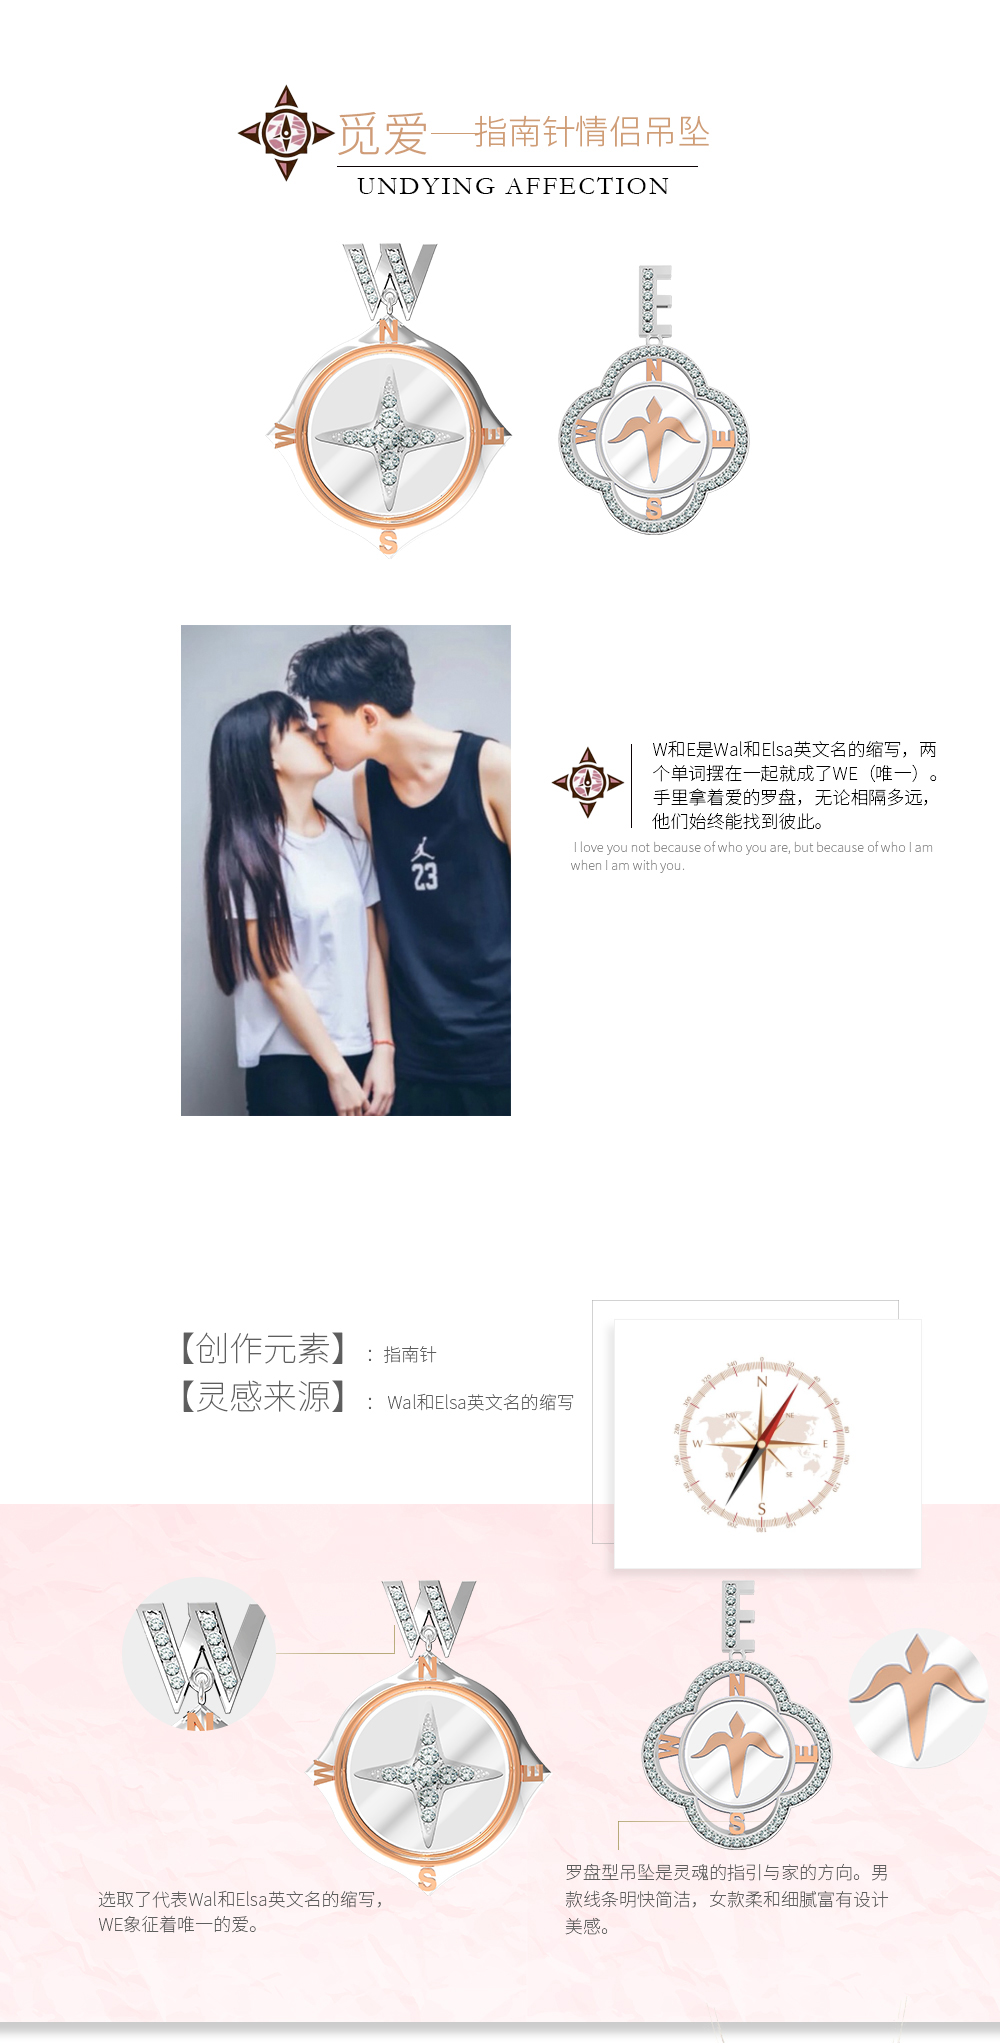 觅爱——指南针情侣吊坠
UNDYING AFFECTION
W
N
W
E
S
E
N
W
E
S
23
W和E是Wal和Elsa英文名的缩写，两
个单词摆在一起就成了WE（唯一）。
手里拿着爱的罗盘，无论相隔多远，
他们始终能找到彼此。
I love you not because of who you are, but because of who I am
when I am with you.
【创作元素】：指南针
【灵感来源】：Wal和Elsa英文名的缩写
N
NW
NE
W
E
SW
SE
S
W
N
W
N
W
E
S
E
N
W
E
S
选取了代表Wal和Elsa英文名的缩写，
WE象征着唯一的爱。
罗盘型吊坠是灵魂的指引与家的方向。男
款线条明快简洁，女款柔和细腻富有设计
美感。